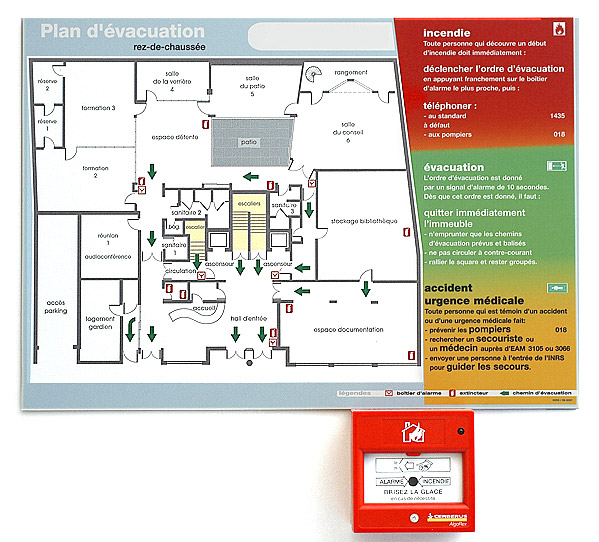 Plan d'évacuation
rez-de-chaussée
réserve
2
réserve
1
formation 3
formation
2
salle
de la verrière
4
salle
du patio
5
rangement
salle
du conseil
6
espace détente
patio
sanitaire 2
escaliers
sanitaire
3
stockage bibliothèque
escalier
sanitaire
1
réunion
1
audioconférence
circulation
ascenseur
ascenseur
accès
parking
logement
gardien
accueil
hall d'entrée
espace documentation
légendes
boîtier d'alarme
extincteur
chemin d'évacuation
incendie
Toute personne qui découvre un début
d'incendie doit immédiatement :
déclencher l'ordre d'évacuation
en appuyant franchement sur le boîtier
d'alarme le plus proche, puis :
téléphoner :
- au standard 1435
à défaut
- aux pompiers 018
évacuation
L'ordre d'évacuation est donné
par un signal d'alarme de 10 secondes.
Dès que cet ordre est donné, il faut :
quitter immédiatement
l'immeuble
- n'emprunter que les chemins
d'évacuation prévus et balisés
- ne pas circuler à contre-courant
- rallier le square et rester groupés.
accident
urgence médicale
Toute personne qui est témoin d'un accident
ou d'une urgence médicale fait:
- prévenir les pompiers 018
- rechercher un secouriste ou
un médecin auprès d'EAM 3105 ou 3066
- envoyer une personne à l'entrée de l'INRS
pour guider les secours.
ALARME INCENDIE
BRISEZ LA GLACE
en cas de nécessité
CERBERUS
Algorex